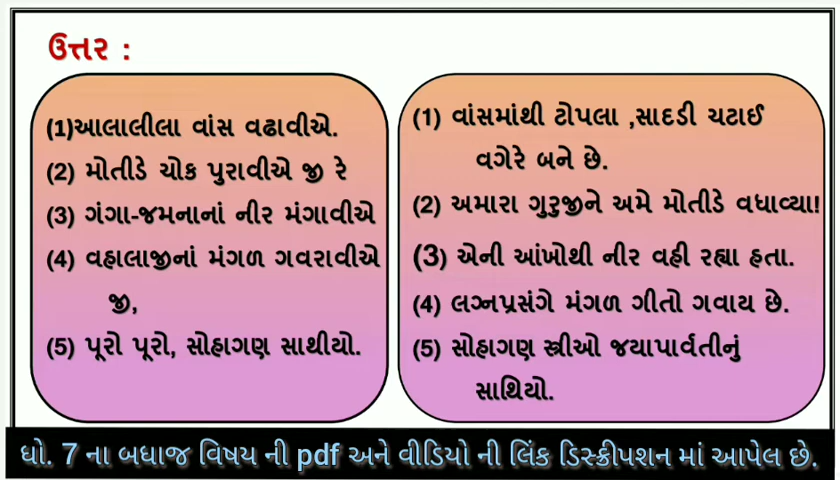 ઉત્તર :
(1)આલાલીલા વાંસ વઢાવીએ.
(2) મોતીડે ચોક પુરાવીએ જી રે
(3) ગંગા-જમનાનાં નીર મંગાવીએ
(4) વહાલાજીનાં મંગળ ગવરાવીએ
જી,
(5) પૂરો પૂરો, સોહાગણ સાથીયો.
(1) વાંસમાંથી ટોપલા ,સાદડી ચટાઈ
વગેરે બને છે.
(2) અમારા ગુરુજીને અમે મોતીડે વધાવ્યા!
(3) એની આંખોથી નીર વહી રહ્યા હતા.
(4) લગ્નપ્રસંગે મંગળ ગીતો ગવાય છે.
(5) સોહાગણ સ્ત્રીઓ જયાપાર્વતીનું
સાથિયો.
ધો. 7 ના બધાજ વિષય ની pdf અને વીડિયો ની લિંક ડિસ્ક્રીપશન માં આપેલ છે.